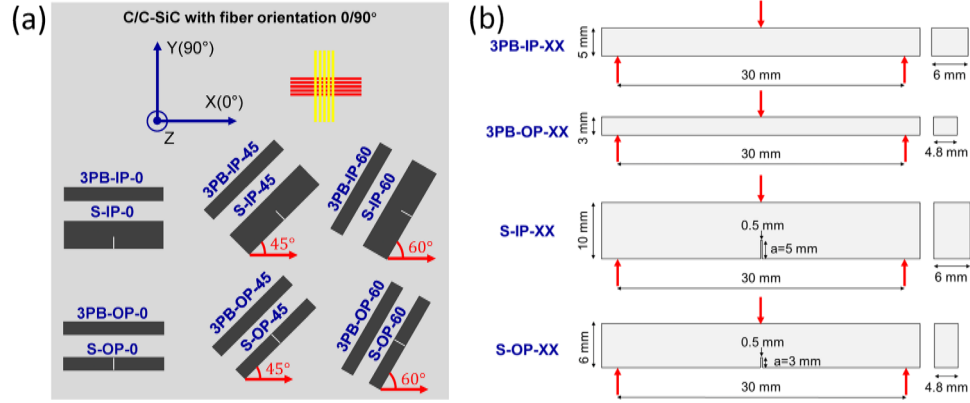 (a)
C/C-SiC with fiber orientation 0/90°
Y(90°)
X(0°)
Z
3PB-IP-0
S-IP-0
3PB-IP-45
S-IP-45
45°
3PB-IP-60
S-IP-60
60°
3PB-OP-0
S-OP-0
3PB-OP-45
S-OP-45
45°
3PB-OP-60
S-OP-60
60°
(b)
3PB-IP-XX
5 mm
30 mm
6 mm
3PB-OP-XX
3 mm
30 mm
4.8 mm
S-IP-XX
10 mm
0.5 mm
a=5 mm
30 mm
6 mm
S-OP-XX
6 mm
0.5 mm
a=3 mm
30 mm
4.8 mm